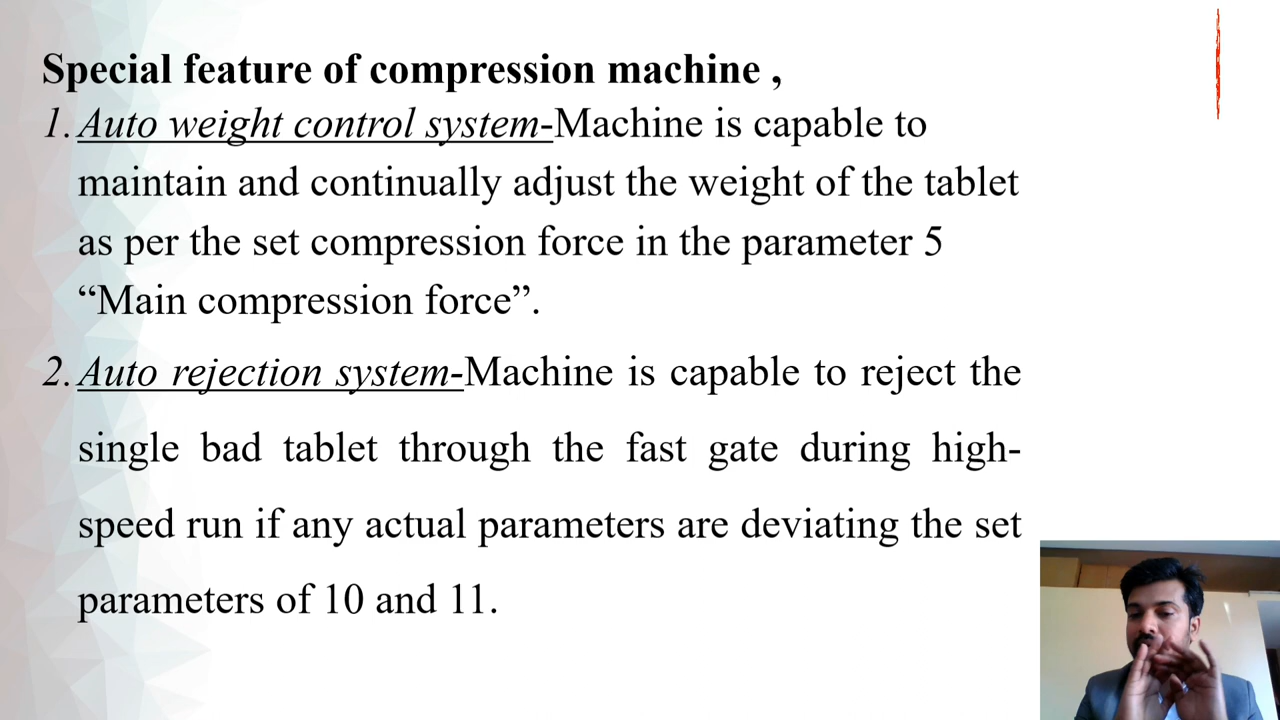 Special feature of compression machine ,
1. Auto weight control system-Machine is capable to
maintain and continually adjust the weight of the tablet
as per the set compression force in the parameter 5
“Main compression force”.
2. Auto rejection system-Machine is capable to reject the
single bad tablet through the fast gate during high-
speed run if any actual parameters are deviating the set
parameters of 10 and 11.